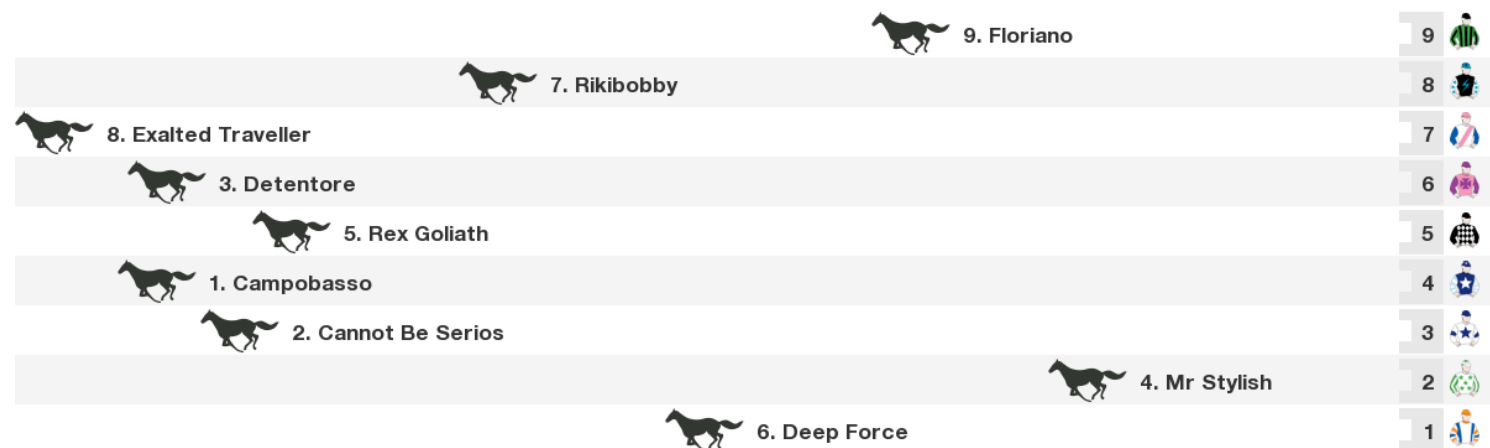 9. Floriano 9
7. Rikibobby 8
8. Exalted Traveller 7
3. Detentore 6
5. Rex Goliath 5
1. Campobasso 4
2. Cannot Be Serios 3
4. Mr Stylish 2
6. Deep Force 1